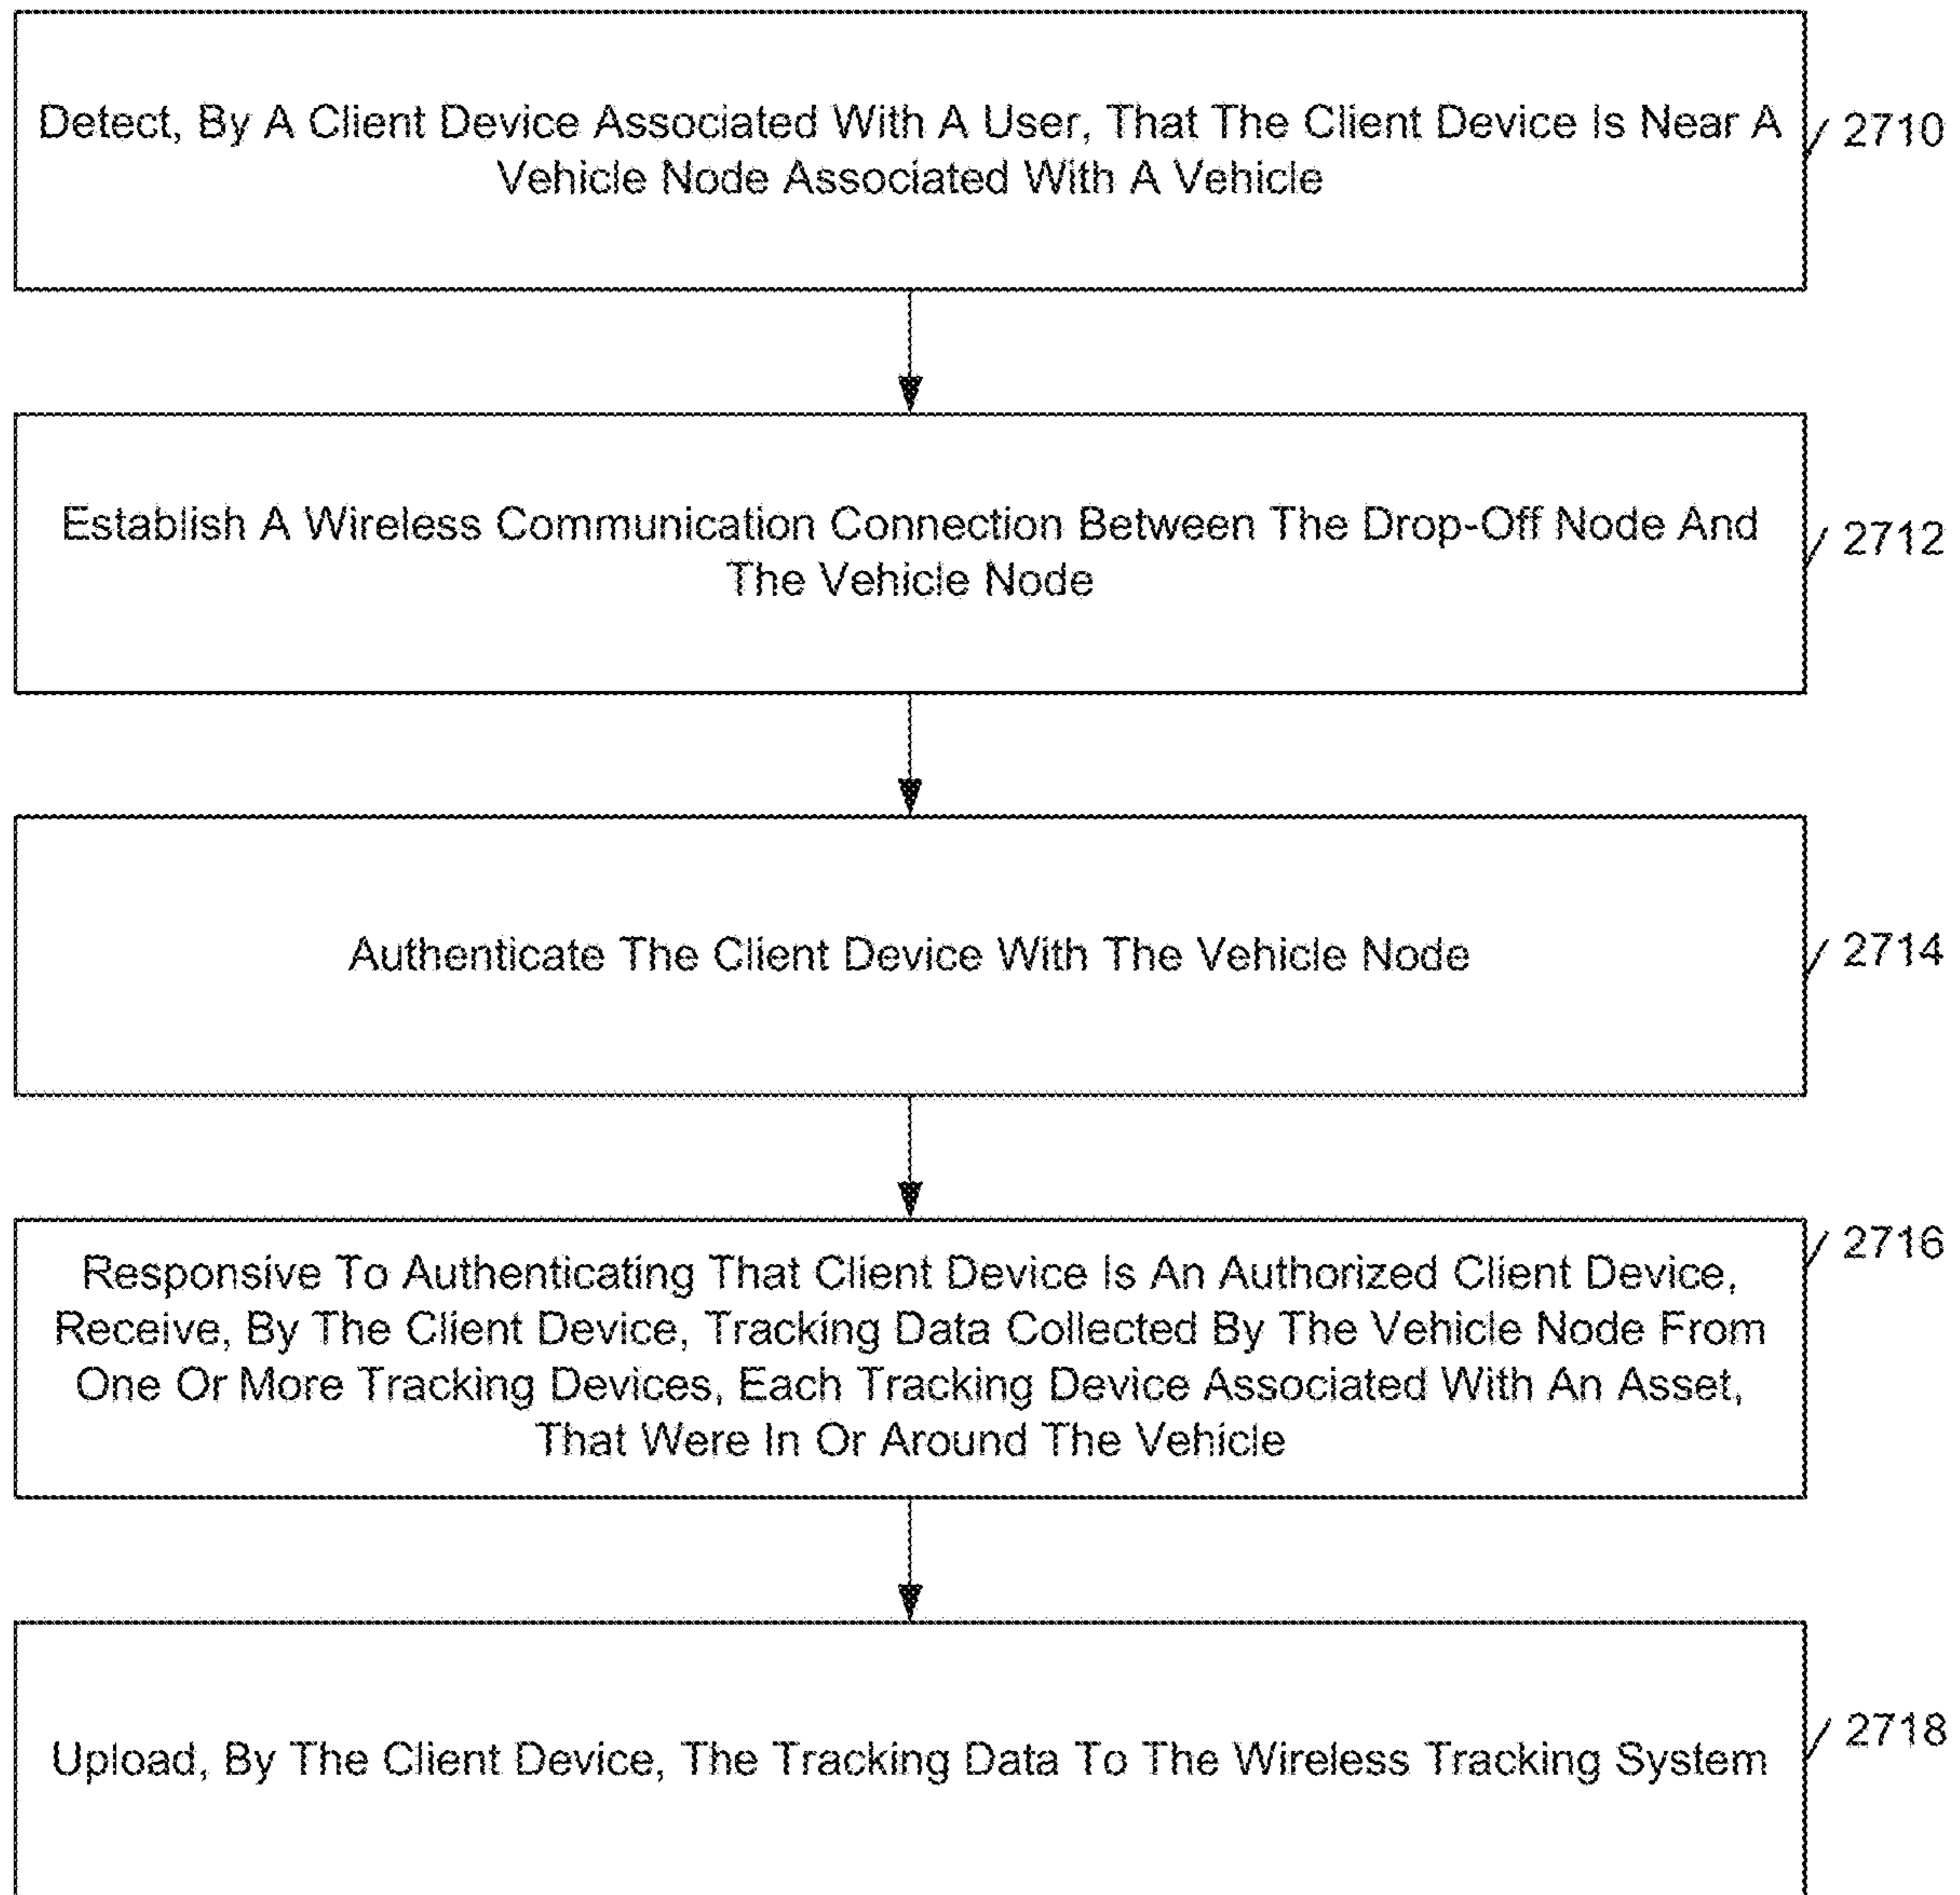 Detect, By A Client Device Associated With A User, That The Client Device Is Near A
Vehicle Node Associated With A Vehicle
2710
Establish A Wireless Communication Connection Between The Drop-Off Node And
The Vehicle Node
2712
Authenticate The Client Device With The Vehicle Node
2714
Responsive To Authenticating That Client Device Is An Authorized Client Device,
Receive, By The Client Device, Tracking Data Collected By The Vehicle Node From
One Or More Tracking Devices, Each Tracking Device Associated With An Asset,
That Were In Or Around The Vehicle
2716
Upload, By The Client Device, The Tracking Data To The Wireless Tracking System
2718